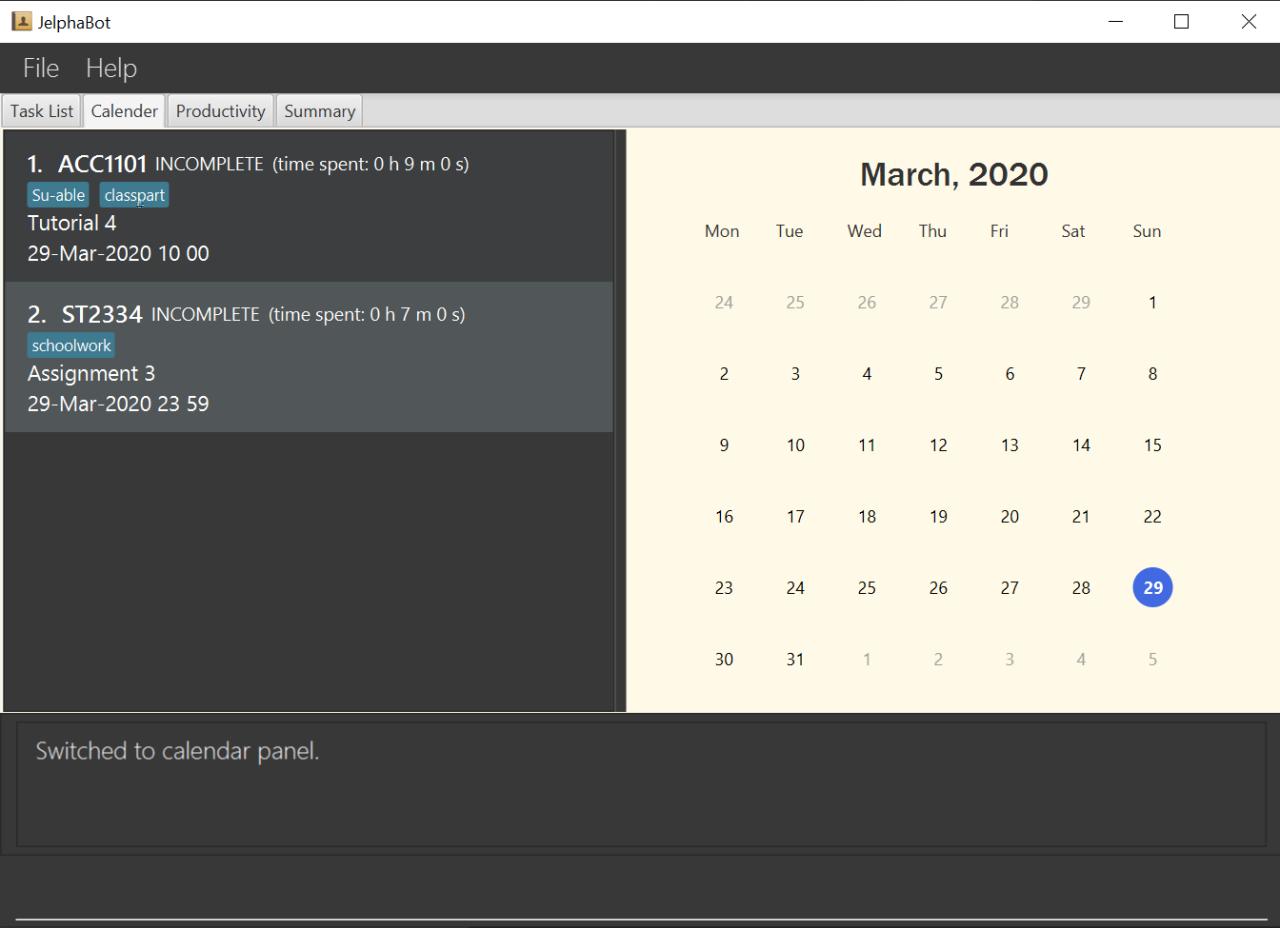 JelphaBot
File Help
Task List Calender Productivity Summary
1. ACC1101 INCOMPLETE (time spent: 0 h 9 m 0 s)
Su-able classpart
Tutorial 4
29-Mar-2020 10 00
2. ST2334 INCOMPLETE (time spent: 0 h 7 m 0 s)
schoolwork
Assignment 3
29-Mar-2020 23 59
March, 2020
Mon Tue Wed Thu Fri Sat Sun
24 25 26 27 28 29 1
2 3 4 5 6 7 8
9 10 11 12 13 14 15
16 17 18 19 20 21 22
23 24 25 26 27 28 29
30 31 1 2 3 4 5
Switched to calendar panel.